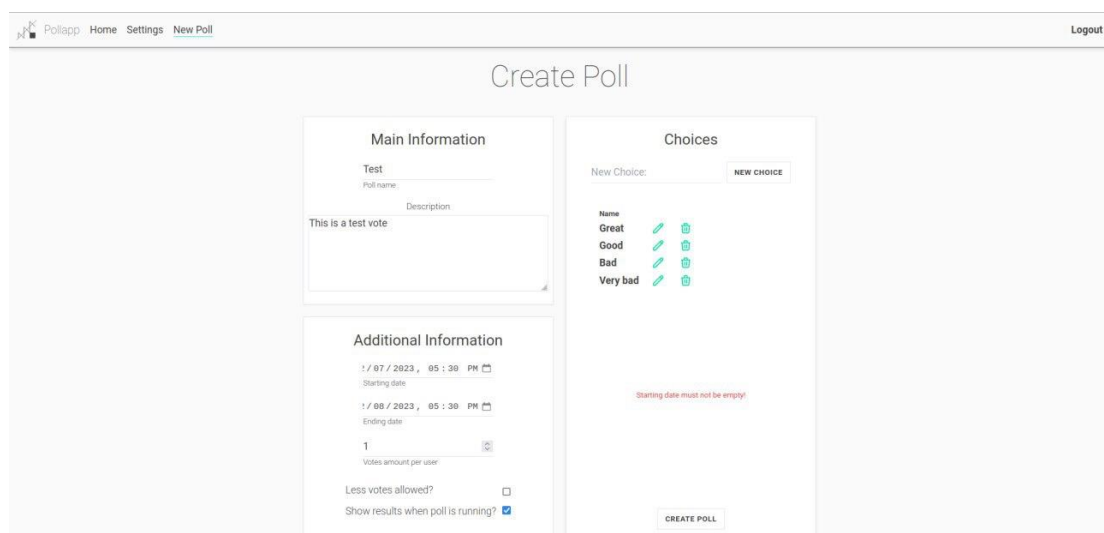 Pollapp Home Settings New Poll Logout
Create Poll
Main Information
Test
Poll name
Description
This is a test vote
Additional Information
/07/2023, 05:30 PM
Starting date
/08/2023, 05:30 PM
Ending date
1
Votes amount per user
Less votes allowed?
Show results when poll is running?
Choices
New Choice: NEW CHOICE
Name
Great
Good
Bad
Very bad
Starting date must not be empty!
CREATE POLL